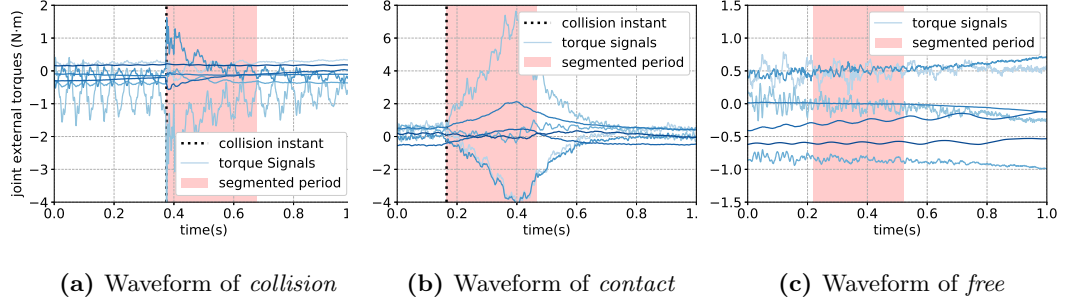 joint external torques (N·m)
2
1
0
−1
−2
−3
−4
collision instant
torque Signals
segmented period
0.0 0.2 0.4 0.6 0.8 1.
time(s)
8
6
4
2
0
−2
−4
collision instant
torque signals
segmented period
0.0 0.2 0.4 0.6 0.8 1.
time(s)
1.5
1.0
0.5
0.0
−0.5
−1.0
−1.5
torque signals
segmented period
0.0 0.2 0.4 0.6 0.8 1.0
time(s)
(a) Waveform of collision
(b) Waveform of contact
(c) Waveform of free